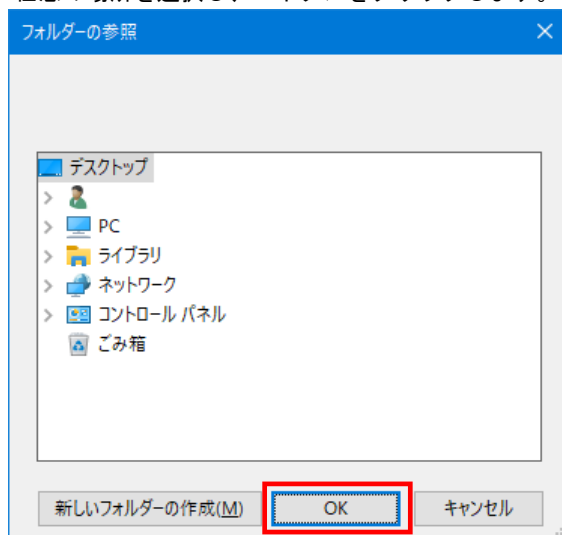 フォルダーの参照
デスクトップ
PC
ライブラリ
ネットワーク
コントロール パネル
ごみ箱
新しいフォルダーの作成(M) OK キャンセル